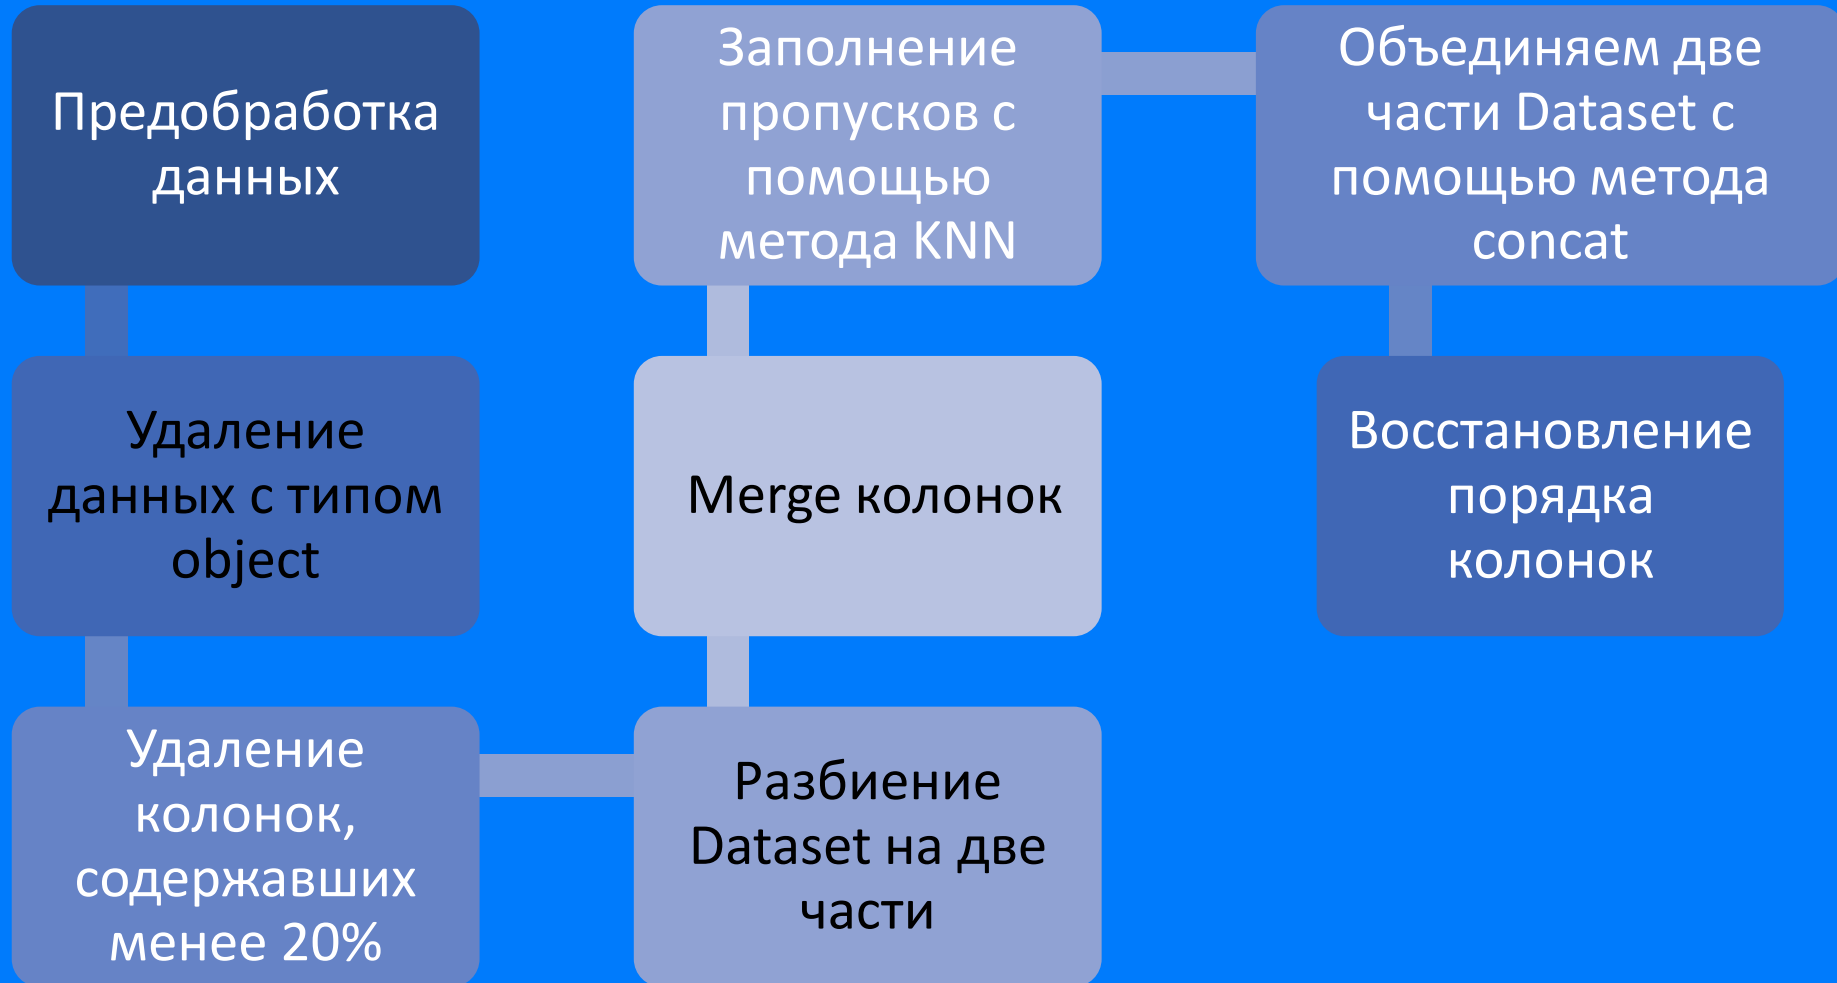 Предобработка
данных
Удаление
данных с типом
object
Удаление
колонок,
содержавших
менее 20%
Разбиение
Dataset на две
части
Merge колонок
Заполнение
пропусков с
помощью
метода KNN
Объединяем две
части Dataset с
помощью метода
concat
Восстановление
порядка
колонок